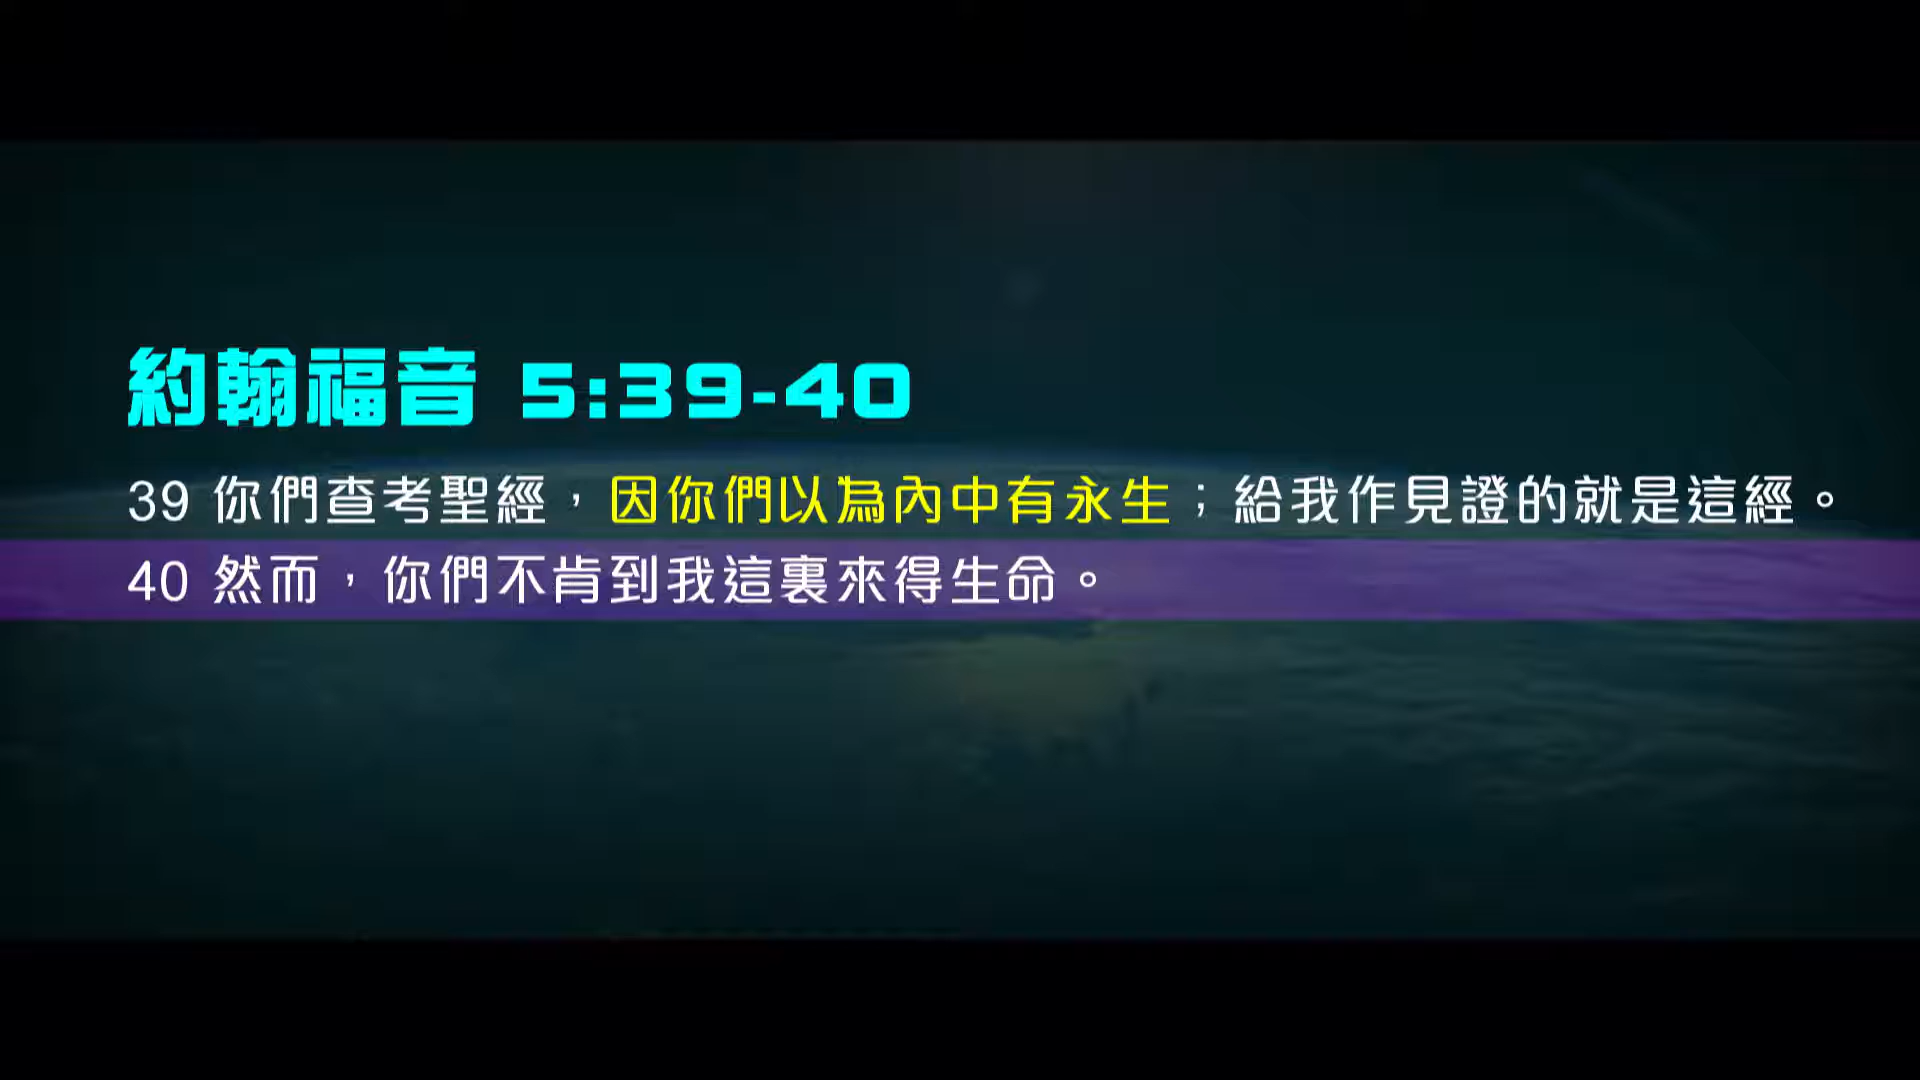 約翰福音 5:39-40
39 你們查考聖經，因你們以為內中有永生；給我作見證的就是這經。
40 然而，你們不肯到我這裏來得生命。